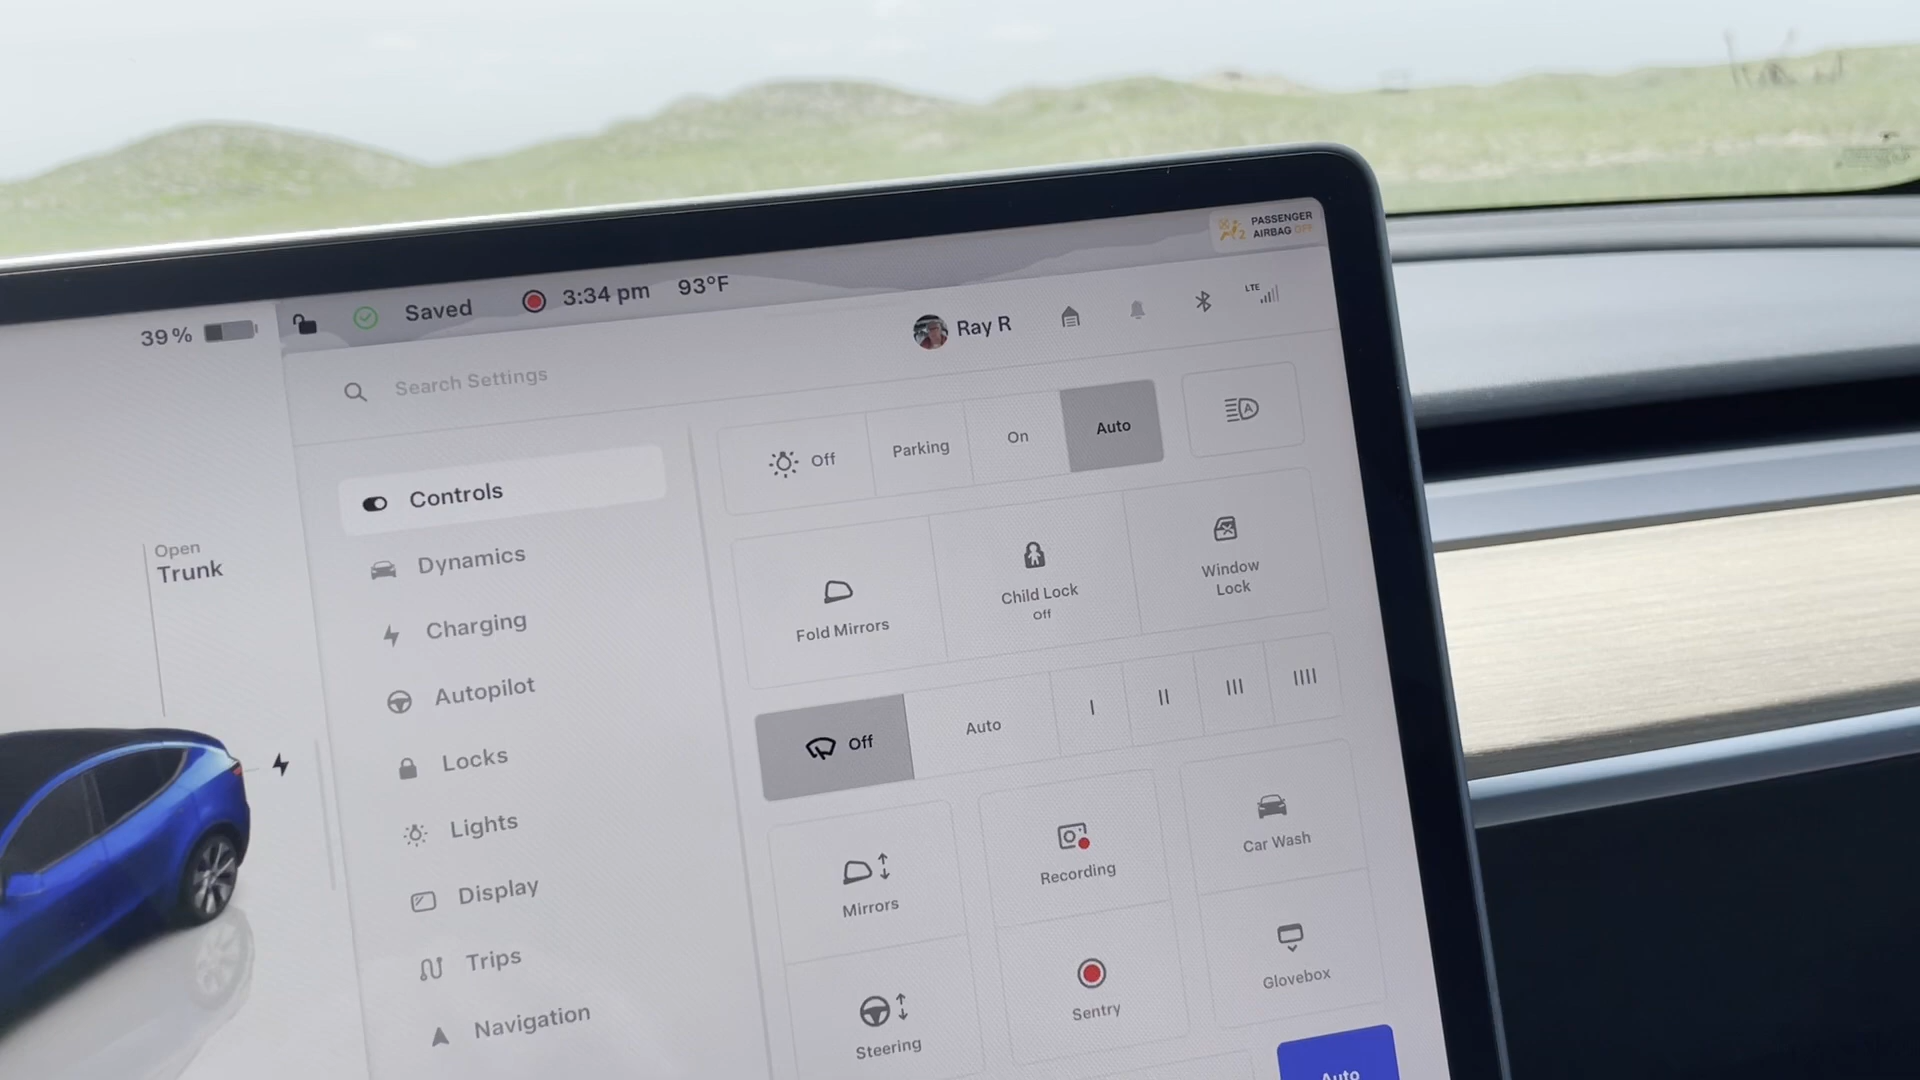 PASSENGER
AIRBAG OFF
39%
Saved
3:34 pm
93°F
Ray R
LTE
Search Settings
Off
Parking
On
Auto
Controls
Dynamics
Charging
Autopilot
Locks
Lights
Display
Trips
Navigation
Open
Trunk
Fold Mirrors
Child Lock
Off
Window
Lock
Off
Auto
I
II
III
IIII
Mirrors
Recording
Car Wash
Steering
Sentry
Glovebox
Auto